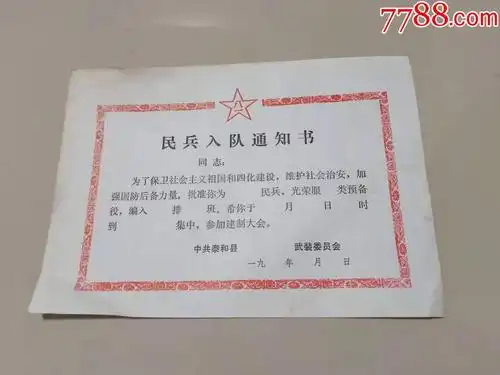 7788.com
八一
民兵入队通知书
同志:
为了保卫社会主义祖国和四化建设,维护社会治安,加
强国防后备力量,批准你为 民兵,光荣服 类预备
役,编入 排 班,希你于 月 日 时
到 集中,参加建制大会。
中共泰和县 武装委员会
一九 年 月 日